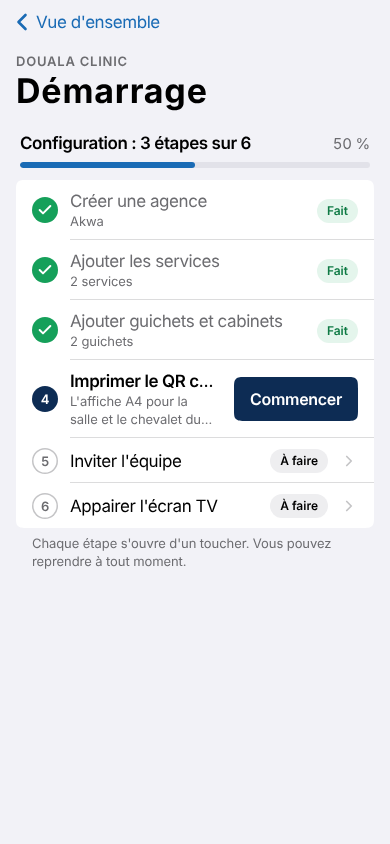 Vue d'ensemble
DOUALA CLINIC
Démarrage
Configuration : 3 étapes sur 6
50 %
Créer une agence
Akwa
Fait
Ajouter les services
2 services
Fait
Ajouter guichets et cabinets
2 guichets
Fait
4
Imprimer le QR c...
L'affiche A4 pour la
salle et le chevalet du...
Commencer
5
Inviter l'équipe
À faire
6
Appairer l'écran TV
À faire
Chaque étape s'ouvre d'un toucher. Vous pouvez
reprendre à tout moment.